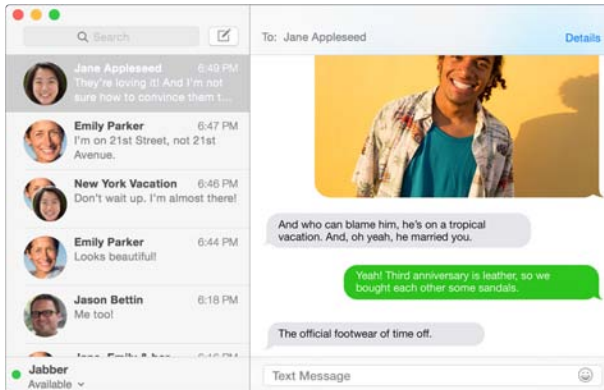 Search
To: Jane Appleseed
Details
Jane Appleseed 6:49 PM
They're loving it! And I'm not
sure how to convince them t...
Emily Parker 6:47 PM
I'm on 21st Street, not 21st
Avenue.
New York Vacation 6:46 PM
Don't wait up. I'm almost there!
Emily Parker 6:44 PM
Looks beautiful!
Jason Bettin 6:18 PM
Me too!
Jabber
Available
And who can blame him, he's on a tropical
vacation. And, oh yeah, he married you.
Yeah! Third anniversary is leather, so we
bought each other some sandals.
The official footwear of time off.
Text Message